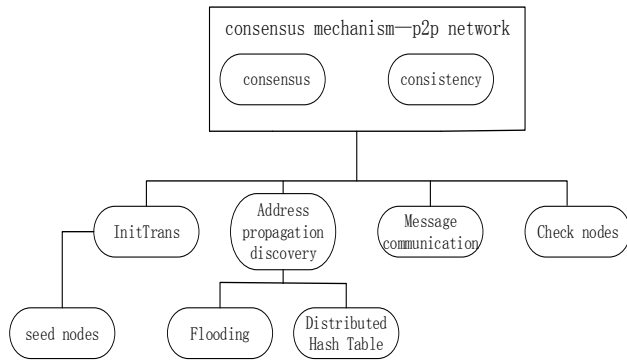 consensus mechanism—p2p network
consensus
consistency
InitTrans
Address
propagation
discovery
Message
communication
Check nodes
seed nodes
Flooding
Distributed
Hash Table